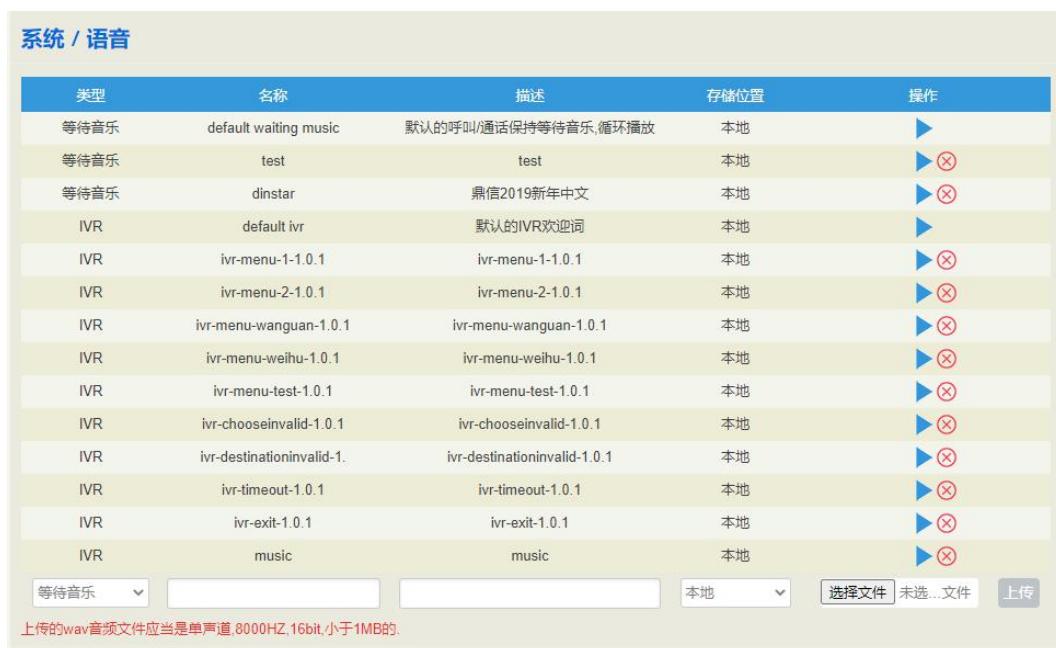 系统 / 语音
类型 名称 描述 存储位置 操作
等待音乐 default waiting music 默认的呼叫/通话保持等待音乐,循环播放 本地
等待音乐 test test 本地
等待音乐 dinstar 鼎信2019新年中文 本地
IVR default ivr 默认的IVR欢迎词 本地
IVR ivr-menu-1-1.0.1 ivr-menu-1-1.0.1 本地
IVR ivr-menu-2-1.0.1 ivr-menu-2-1.0.1 本地
IVR ivr-menu-wanguan-1.0.1 ivr-menu-wanguan-1.0.1 本地
IVR ivr-menu-weihu-1.0.1 ivr-menu-weihu-1.0.1 本地
IVR ivr-menu-test-1.0.1 ivr-menu-test-1.0.1 本地
IVR ivr-chooseinvalid-1.0.1 ivr-chooseinvalid-1.0.1 本地
IVR ivr-destinationinvalid-1. ivr-destinationinvalid-1.0.1 本地
IVR ivr-timeout-1.0.1 ivr-timeout-1.0.1 本地
IVR ivr-exit-1.0.1 ivr-exit-1.0.1 本地
IVR music music 本地
等待音乐 本地 选择文件 未选...文件 上传
上传的wav音频文件应当是单声道,8000HZ,16bit,小于1MB的.